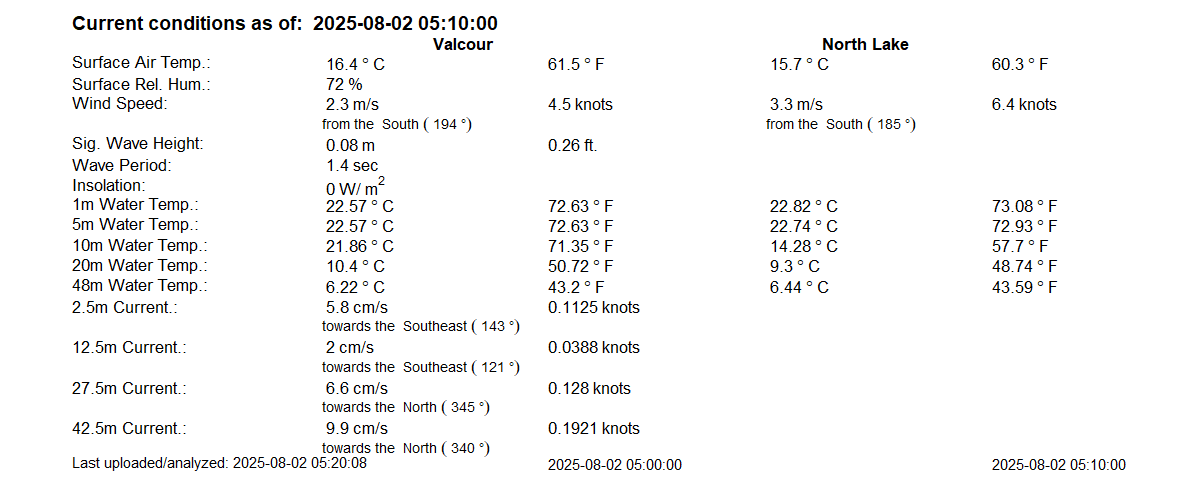 Current conditions as of: 2025-08-02 05:10:00
Valcour North Lake
Surface Air Temp.: 16.4 ° C 61.5 ° F 15.7 ° C 60.3 ° F
Surface Rel. Hum.: 72 %
Wind Speed: 2.3 m/s 4.5 knots 3.3 m/s 6.4 knots
from the South ( 194 °) from the South ( 185 °)
Sig. Wave Height: 0.08 m 0.26 ft.
Wave Period: 1.4 sec
Insolation: 0 W/ m2
1m Water Temp.: 22.57 ° C 72.63 ° F 22.82 ° C 73.08 ° F
5m Water Temp.: 22.57 ° C 72.63 ° F 22.74 ° C 72.93 ° F
10m Water Temp.: 21.86 ° C 71.35 ° F 14.28 ° C 57.7 ° F
20m Water Temp.: 10.4 ° C 50.72 ° F 9.3 ° C 48.74 ° F
48m Water Temp.: 6.22 ° C 43.2 ° F 6.44 ° C 43.59 ° F
2.5m Current.: 5.8 cm/s 0.1125 knots
towards the Southeast ( 143 °)
12.5m Current.: 2 cm/s 0.0388 knots
towards the Southeast ( 121 °)
27.5m Current.: 6.6 cm/s 0.128 knots
towards the North ( 345 °)
42.5m Current.: 9.9 cm/s 0.1921 knots
towards the North ( 340 °)
Last uploaded/analyzed: 2025-08-02 05:20:08 2025-08-02 05:00:00 2025-08-02 05:10:00